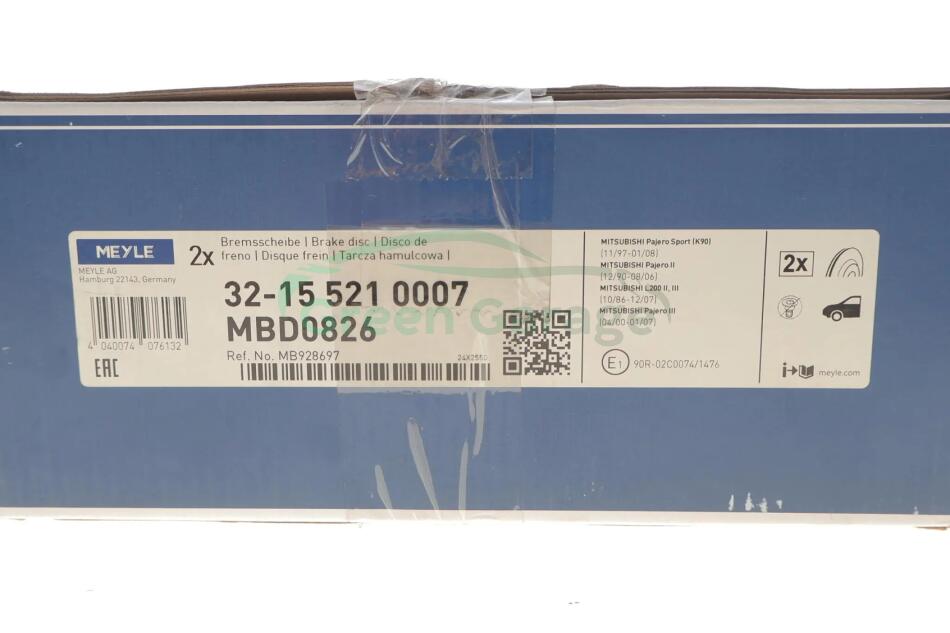 MEYLE
MEYLE AG
Hamburg 22143, Germany
4 040074 076132
EAC
2x
Bremsscheibe | Brake disc | Disco de
freno | Disque frein | Tarcza hamulcowa |
32-15 521 0007
MBD0826
Ref. No. MB928697
24X255D
Green Garage
MITSUBISHI Pajero Sport (K90)
(11/97-01/08)
MITSUBISHI Pajero II
(12/90-08/06)
MITSUBISHI L200 II, III
(10/86-12/07)
MITSUBISHI Pajero III
(04/00-01/07)
E1 90R-02C0074/1476
2x
meyle.com